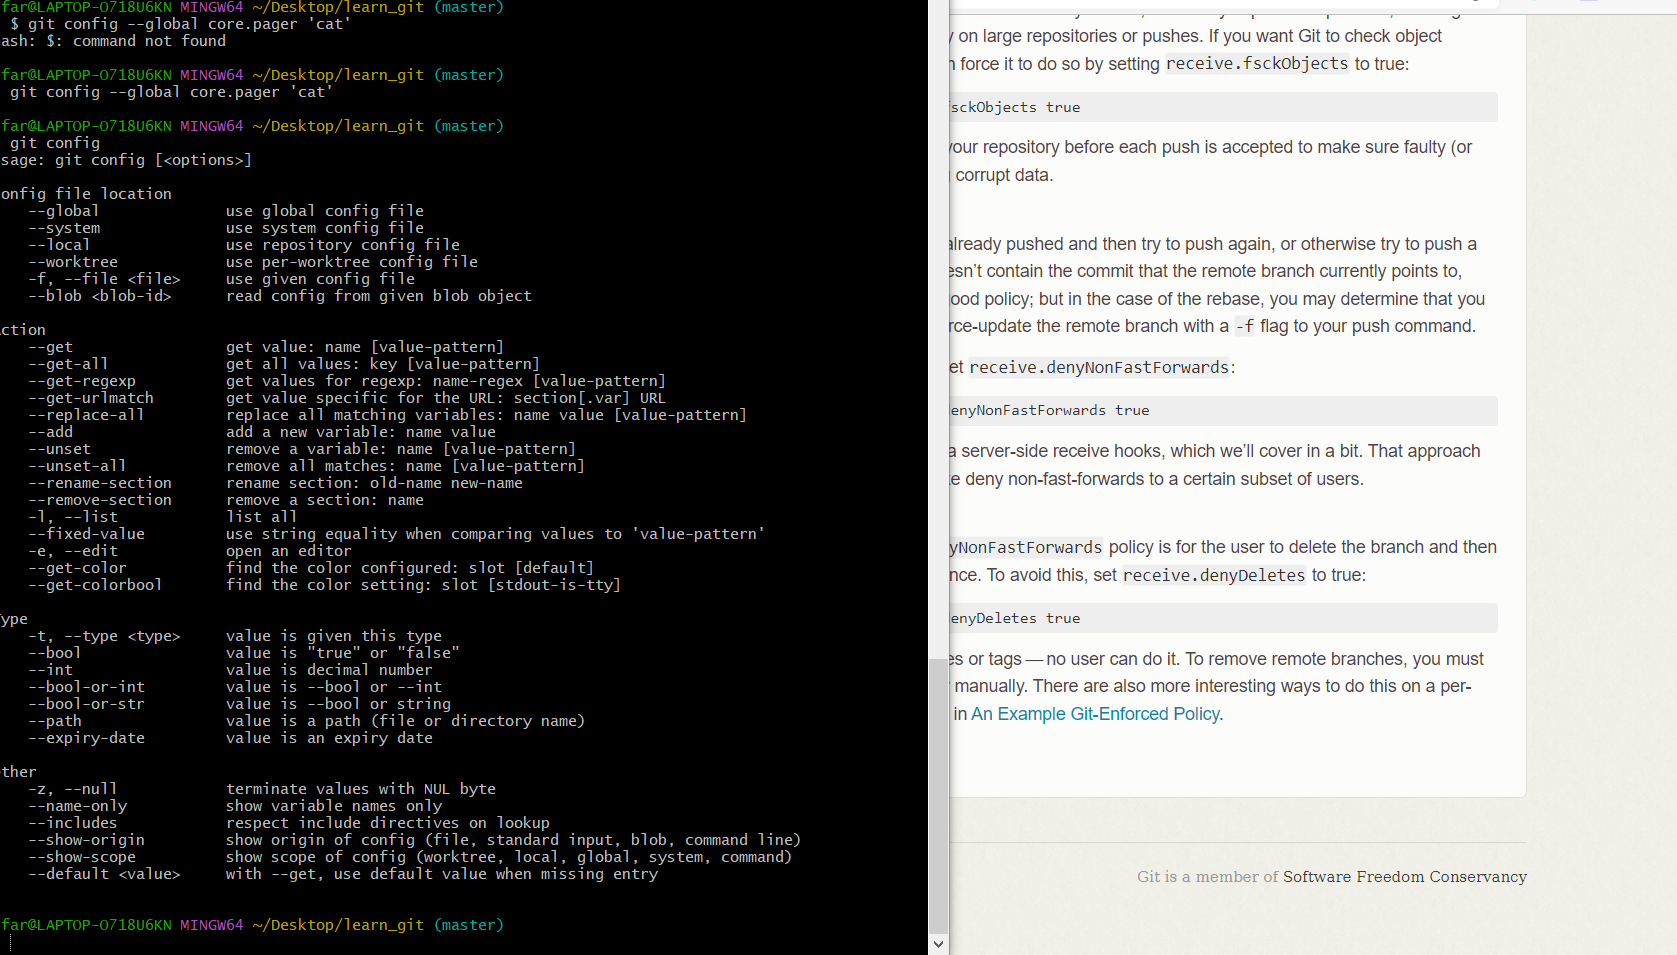 far@LAPTOP-O718U6KN MINGW64 ~/Desktop/learn_git (master)
$ git config --global core.pager 'cat'
ash: $: command not found
far@LAPTOP-O718U6KN MINGW64 ~/Desktop/learn_git (master)
git config --global core.pager 'cat'
far@LAPTOP-O718U6KN MINGW64 ~/Desktop/learn_git (master)
git config
sage: git config [<options>]
onfig file location
--global use global config file
--system use system config file
--local use repository config file
--worktree use per-worktree config file
-f, --file <file> use given config file
--blob <blob-id> read config from given blob object
ction
--get get value: name [value-pattern]
--get-all get all values: key [value-pattern]
--get-regexp get values for regexp: name-regex [value-pattern]
--get-urlmatch get value specific for the URL: section[.var] URL
--replace-all replace all matching variables: name value [value-pattern]
--add add a new variable: name value
--unset remove a variable: name [value-pattern]
--unset-all remove all matches: name [value-pattern]
--rename-section rename section: old-name new-name
--remove-section remove a section: name
-l, --list list all
--fixed-value use string equality when comparing values to 'value-pattern'
-e, --edit open an editor
--get-color find the color configured: slot [default]
--get-colorbool find the color setting: slot [stdout-is-tty]
ype
-t, --type <type> value is given this type
--bool value is "true" or "false"
--int value is decimal number
--bool-or-int value is --bool or --int
--bool-or-str value is --bool or string
--path value is a path (file or directory name)
--expiry-date value is an expiry date
ther
-z, --null terminate values with NUL byte
--name-only show variable names only
--includes respect include directives on lookup
--show-origin show origin of config (file, standard input, blob, command line)
--show-scope show scope of config (worktree, local, global, system, command)
--default <value> with --get, use default value when missing entry
far@LAPTOP-O718U6KN MINGW64 ~/Desktop/learn_git (master)
y on large repositories or pushes. If you want Git to check object
n force it to do so by setting receive.fsckObjects to true:
sckObjects true
your repository before each push is accepted to make sure faulty (or
corrupt data.
already pushed and then try to push again, or otherwise try to push a
esn’t contain the commit that the remote branch currently points to,
ood policy; but in the case of the rebase, you may determine that you
rce-update the remote branch with a -f flag to your push command.
et receive.denyNonFastForwards:
enyNonFastForwards true
a server-side receive hooks, which we’ll cover in a bit. That approach
e deny non-fast-forwards to a certain subset of users.
yNonFastForwards policy is for the user to delete the branch and then
nce. To avoid this, set receive.denyDeletes to true:
enyDeletes true
es or tags — no user can do it. To remove remote branches, you must
manually. There are also more interesting ways to do this on a per-
in An Example Git-Enforced Policy.
Git is a member of Software Freedom Conservancy